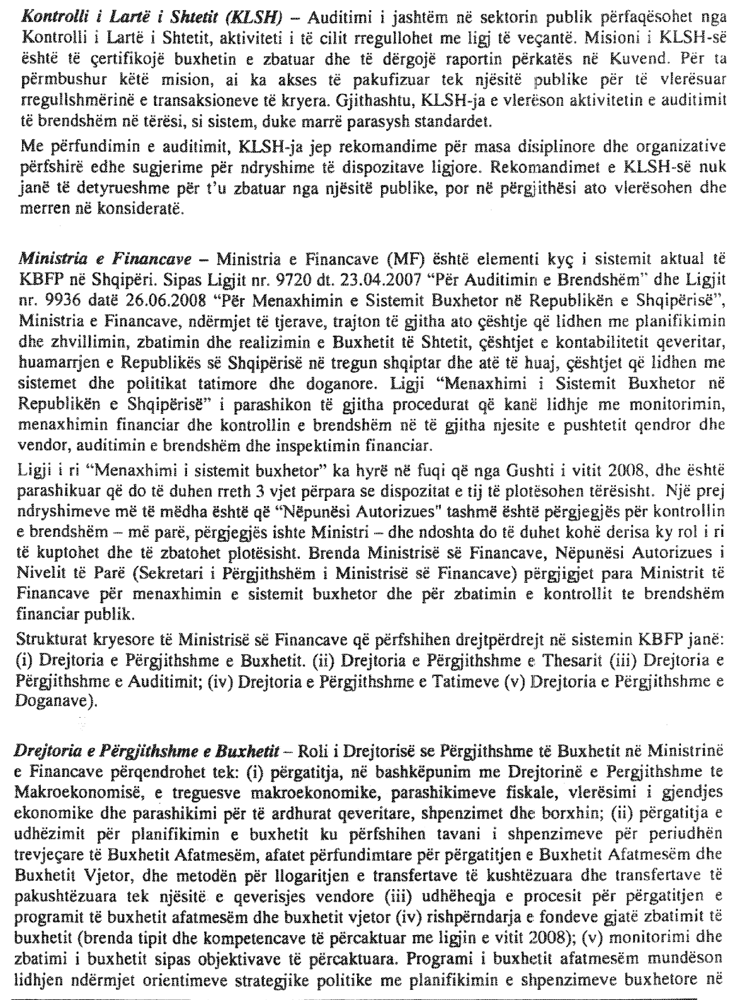 Kontrolli i Lartë i Shtetit (KLSH) – Auditimi i jashtëm në sektorin publik përfaqësohet nga
Kontrolli i Lartë i Shtetit, aktiviteti i të cilit rregullohet me ligj të veçantë. Misioni i KLSH-së
është të çertifikojë buxhetin e zbatuar dhe të dërgojë raportin përkatës në Kuvend. Për ta
përmbushur këtë mision, ai ka akses të pakufizuar tek njësitë publike për të vlerësuar
rregullshmërinë e transaksioneve të kryera. Gjithashtu, KLSH-ja e vlerëson aktivitetin e auditimit
të brendshëm në tërësi, si sistem, duke marrë parasysh standardet.
Me përfundimin e auditimit, KLSH-ja jep rekomandime për masa disiplinore dhe organizative
përfshirë edhe sugjerime për ndryshime të dispozitave ligjore. Rekomandimet e KLSH-së nuk
janë të detyrueshme për t'u zbatuar nga njësitë publike, por në përgjithësi ato vlerësohen dhe
merren në konsideratë.
Ministria e Financave – Ministria e Financave (MF) është elementi kyç i sistemit aktual të
KBFP në Shqipëri. Sipas Ligjit nr. 9720 dt. 23.04.2007 “Për Auditimin e Brendshëm” dhe Ligjit
nr. 9936 datë 26.06.2008 “Për Menaxhimin e Sistemit Buxhetor në Republikën e Shqipërisë”,
Ministria e Financave, ndërmjet të tjerave, trajton të gjitha ato çështje që lidhen me planifikimin
dhe zhvillimin, zbatimin dhe realizimin e Buxhetit të Shtetit, çështjet e kontabilitetit qeveritar,
huamarrjen e Republikës së Shqipërisë në tregun shqiptar dhe atë të huaj, çështjet që lidhen me
sistemet dhe politikat tatimore dhe doganore. Ligji “Menaxhimi i Sistemit Buxhetor në
Republikën e Shqipërisë” i parashikon të gjitha procedurat që kanë lidhje me monitorimin,
menaxhimin financiar dhe kontrollin e brendshëm në të gjitha njesite e pushtetit qendror dhe
vendor, auditimin e brendshëm dhe inspektimin financiar.
Ligji i ri “Menaxhimi i sistemit buxhetor” ka hyrë në fuqi që nga Gushti i vitit 2008, dhe është
parashikuar që do të duhen rreth 3 vjet përpara se dispozitat e tij të plotësohen tërësisht. Një prej
ndryshimeve më të mëdha është që “Nëpunësi Autorizues" tashmë është përgjegjës për kontrollin
e brendshëm – më parë, përgjegjës ishte Ministri – dhe ndoshta do të duhet kohë derisa ky rol i ri
të kuptohet dhe të zbatohet plotësisht. Brenda Ministrisë së Financave, Nëpunësi Autorizues i
Nivelit të Parë (Sekretari i Përgjithshëm i Ministrisë së Financave) përgjigjet para Ministrit të
Financave për menaxhimin e sistemit buxhetor dhe për zbatimin e kontrollit te brendshëm
financiar publik.
Strukturat kryesore të Ministrisë së Financave që përfshihen drejtpërdrejt në sistemin KBFP janë:
(i) Drejtoria e Përgjithshme e Buxhetit. (ii) Drejtoria e Përgjithshme e Thesarit (iii) Drejtoria e
Përgjithshme e Auditimit; (iv) Drejtoria e Përgjithshme e Tatimeve (v) Drejtoria e Përgjithshme e
Doganave).
Drejtoria e Përgjithshme e Buxhetit – Roli i Drejtorisë se Përgjithshme të Buxhetit në Ministrinë
e Financave përqendrohet tek: (i) përgatitja, në bashkëpunim me Drejtorinë e Pergjithshme te
Makroekonomisë, e treguesve makroekonomike, parashikimeve fiskale, vlerësimi i gjendjes
ekonomike dhe parashikimi për të ardhurat qeveritare, shpenzimet dhe borxhin; (ii) përgatitja e
udhëzimit për planifikimin e buxhetit ku përfshihen tavani i shpenzimeve për periudhën
trevjeçare të Buxhetit Afatmesëm, afatet përfundimtare për përgatitjen e Buxhetit Afatmesëm dhe
Buxhetit Vjetor, dhe metodën për llogaritjen e transfertave të kushtëzuara dhe transfertave të
pakushtëzuara tek njësitë e qeverisjes vendore (iii) udhëheqja e procesit për përgatitjen e
programit të buxhetit afatmesëm dhe buxhetit vjetor (iv) rishpërndarja e fondeve gjatë zbatimit të
buxhetit (brenda tipit dhe kompetencave të përcaktuar me ligjin e vitit 2008); (v) monitorimi dhe
zbatimi i buxhetit sipas objektivave të përcaktuara. Programi i buxhetit afatmesëm mundëson
lidhjen ndërmjet orientimeve strategjike politike me planifikimin e shpenzimeve buxhetore në